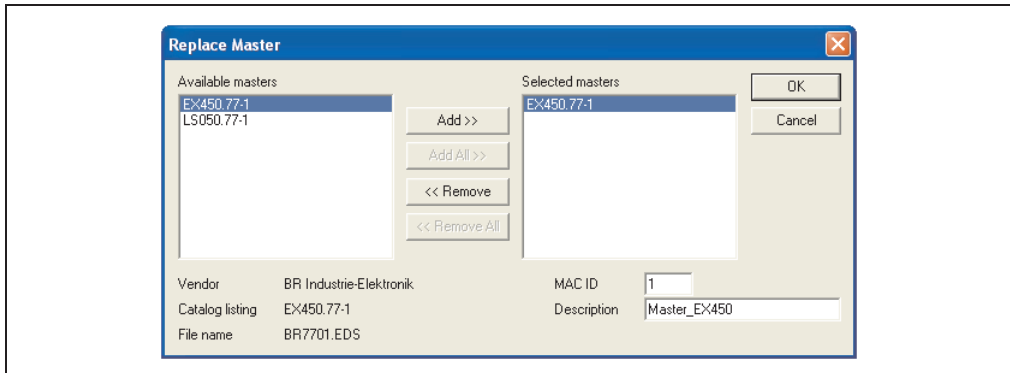 Replace Master
Available masters
EX450.77-1
LS050.77-1
Add >>
Add All >>
<< Remove
<< Remove All
Selected masters
EX450.77-1
OK
Cancel
Vendor BR Industrie-Elektronik
Catalog listing EX450.77-1
File name BR7701.EDS
MAC ID 1
Description Master_EX450